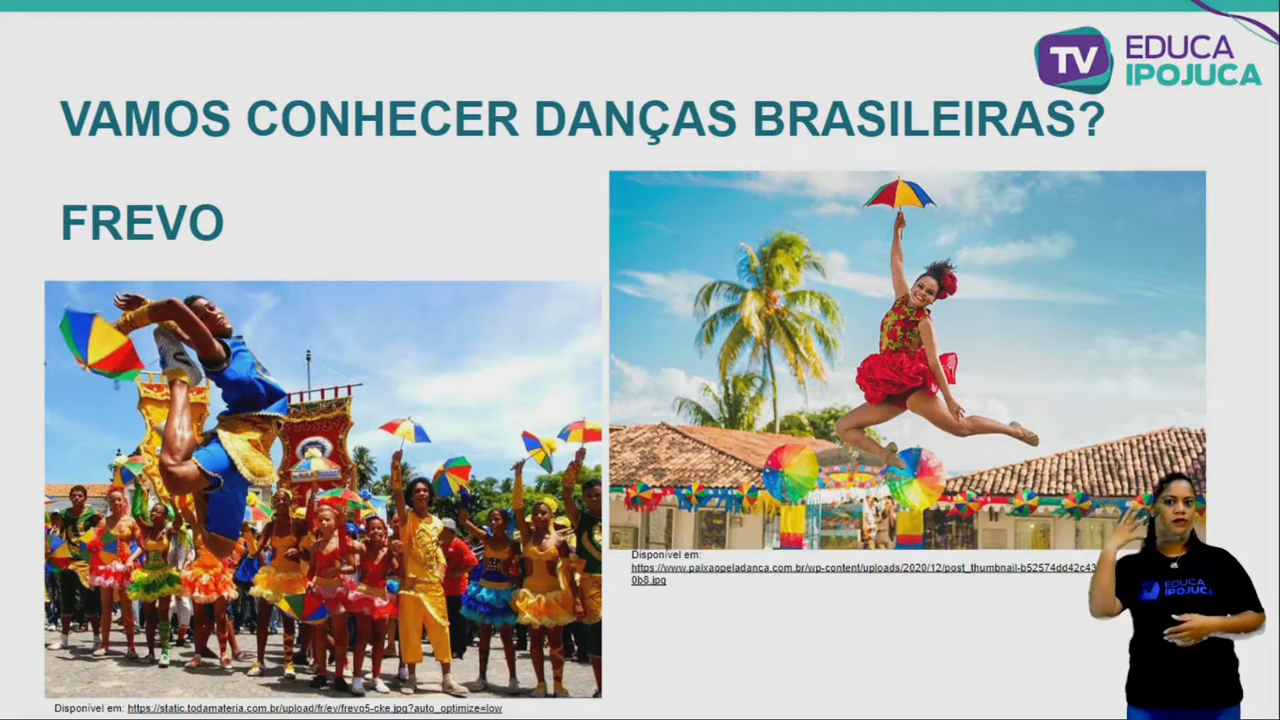 TV EDUCA
IPOJUCA
VAMOS CONHECER DANÇAS BRASILEIRAS?
FREVO
Disponível em:
https://www.paixaopeladanca.com.br/wp-content/uploads/2020/12/post_thumbnail-b52574dd42c43
0b8.jpg
EDUCA
IPOJUCA
Disponível em: https://static.todamateria.com.br/upload/fr/ev/frevo5-cke.jpg?auto_optimize=low